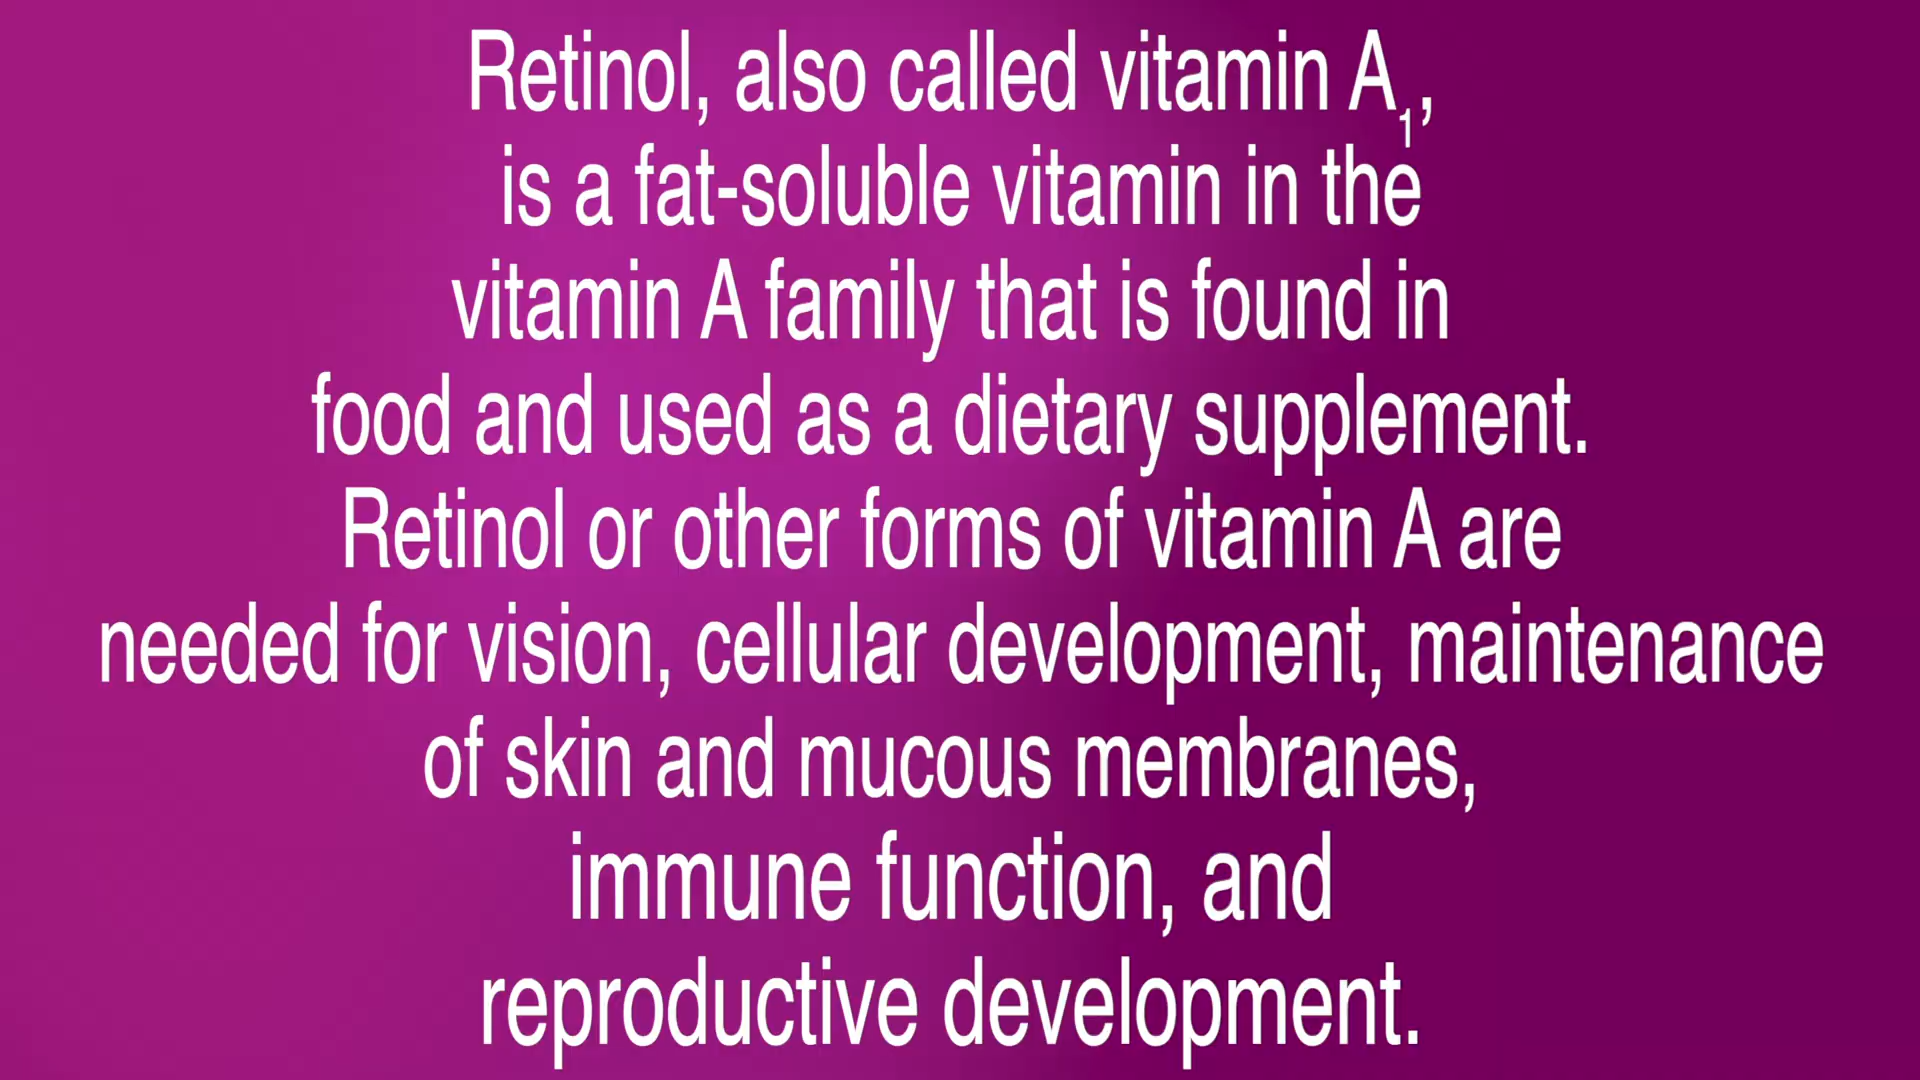 Retinol, also called vitamin A₁,
is a fat-soluble vitamin in the
vitamin A family that is found in
food and used as a dietary supplement.
Retinol or other forms of vitamin A are
needed for vision, cellular development, maintenance
of skin and mucous membranes,
immune function, and
reproductive development.